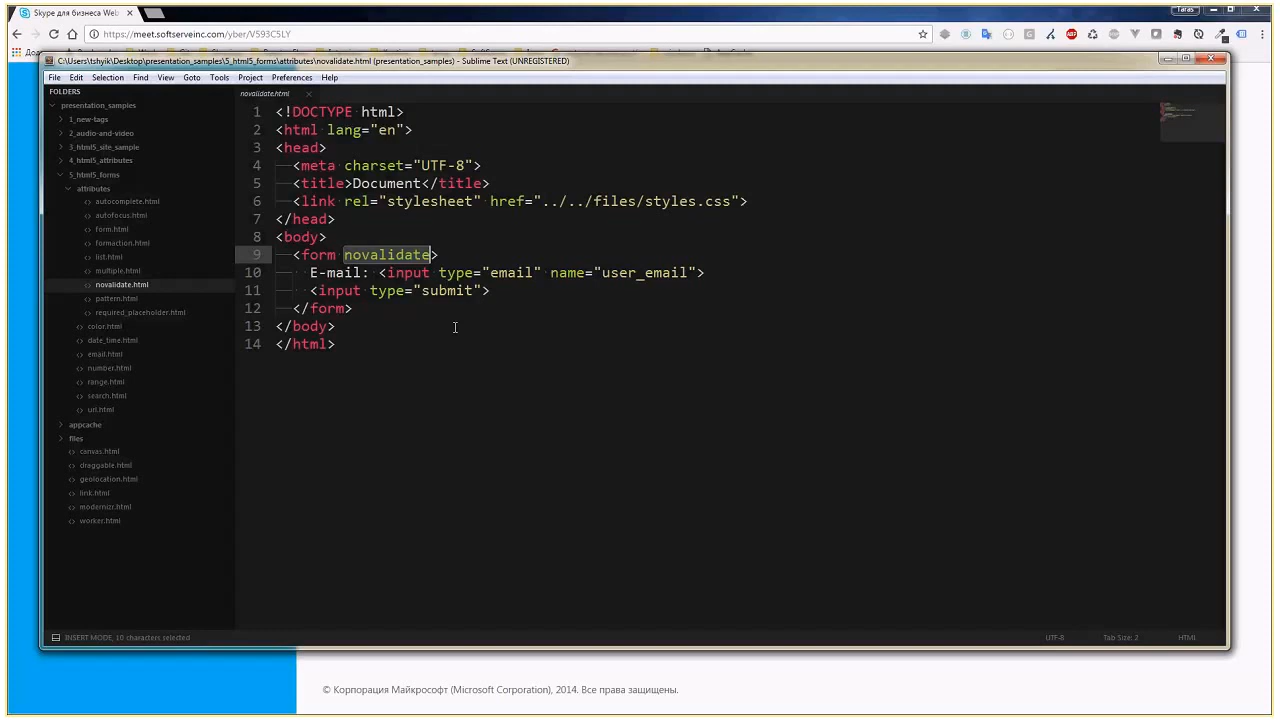 Skype для бизнеса Web
Taras
https://meet.softserveinc.com/yber/V593C5LY
C:\Users\tshyik\Desktop\presentation_samples\5_html5_forms\attributes\novalidate.html (presentation_samples) - Sublime Text (UNREGISTERED)
File Edit Selection Find View Goto Tools Project Preferences Help
FOLDERS
presentation_samples
1_new-tags
2_audio-and-video
3_html5_site_sample
4_html5_attributes
5_html5_forms
attributes
autocomplete.html
autofocus.html
form.html
formaction.html
list.html
multiple.html
novalidate.html
pattern.html
required_placeholder.html
color.html
date_time.html
email.html
number.html
range.html
search.html
url.html
appcache
files
canvas.html
draggable.html
geolocation.html
link.html
modernizr.html
worker.html
novalidate.html
1 <!DOCTYPE html>
2 <html lang="en">
3 <head>
4 <meta charset="UTF-8">
5 <title>Document</title>
6 <link rel="stylesheet" href="../../files/styles.css">
7 </head>
8 <body>
9 <form novalidate>
10 E-mail: <input type="email" name="user_email">
11 <input type="submit">
12 </form>
13 </body>
14 </html>
INSERT MODE, 10 characters selected
UTF-8 Tab Size: 2 HTML
© Корпорация Майкрософт (Microsoft Corporation), 2014. Все права защищены.